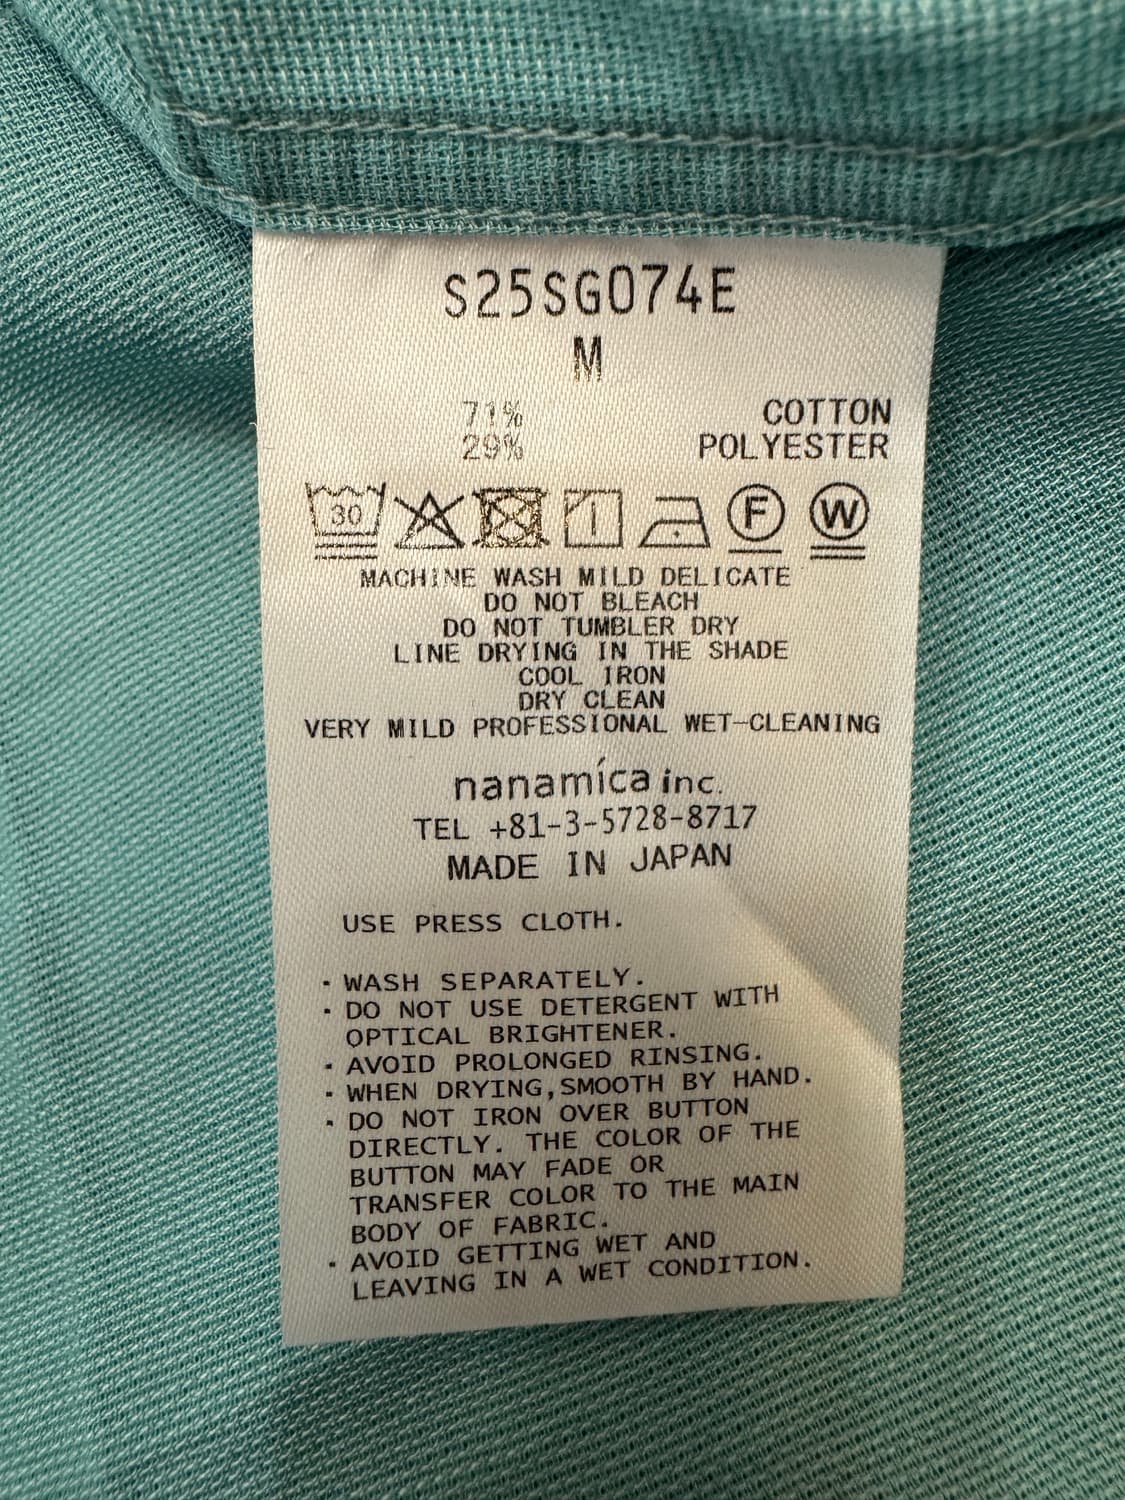 S25SG074E
M
71% COTTON
29% POLYESTER
30 F W
MACHINE WASH MILD DELICATE
DO NOT BLEACH
DO NOT TUMBLER DRY
LINE DRYING IN THE SHADE
COOL IRON
DRY CLEAN
VERY MILD PROFESSIONAL WET-CLEANING
nanamíca inc.
TEL +81-3-5728-8717
MADE IN JAPAN
USE PRESS CLOTH.
・WASH SEPARATELY.
・DO NOT USE DETERGENT WITH
OPTICAL BRIGHTENER.
・AVOID PROLONGED RINSING.
・WHEN DRYING,SMOOTH BY HAND.
・DO NOT IRON OVER BUTTON
DIRECTLY. THE COLOR OF THE
BUTTON MAY FADE OR
TRANSFER COLOR TO THE MAIN
BODY OF FABRIC.
・AVOID GETTING WET AND
LEAVING IN A WET CONDITION.